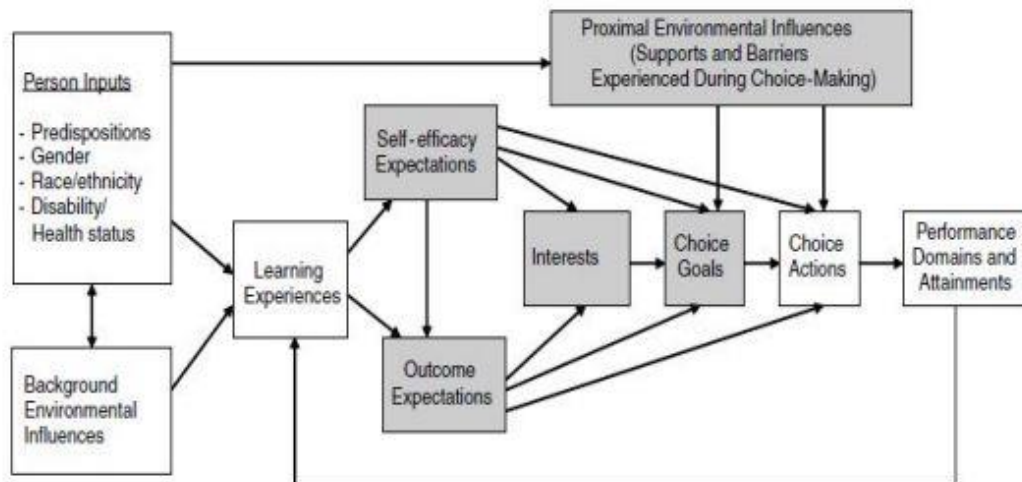 Person Inputs
- Predispositions
- Gender
- Race/ethnicity
- Disability/
Health status
Background
Environmental
Influences
Learning
Experiences
Self-efficacy
Expectations
Outcome
Expectations
Proximal Environmental Influences
(Supports and Barriers
Experienced During Choice-Making)
Interests
Choice
Goals
Choice
Actions
Performance
Domains and
Attainments